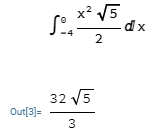 ∫₋₄⁰ x² √5 / 2 ⅆx
Out[3]= 32 √5 / 3